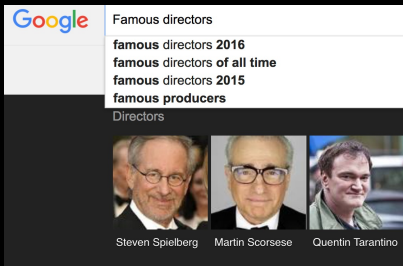 Google
Famous directors
famous directors 2016
famous directors of all time
famous directors 2015
famous producers
Directors
Steven Spielberg
Martin Scorsese
Quentin Tarantino